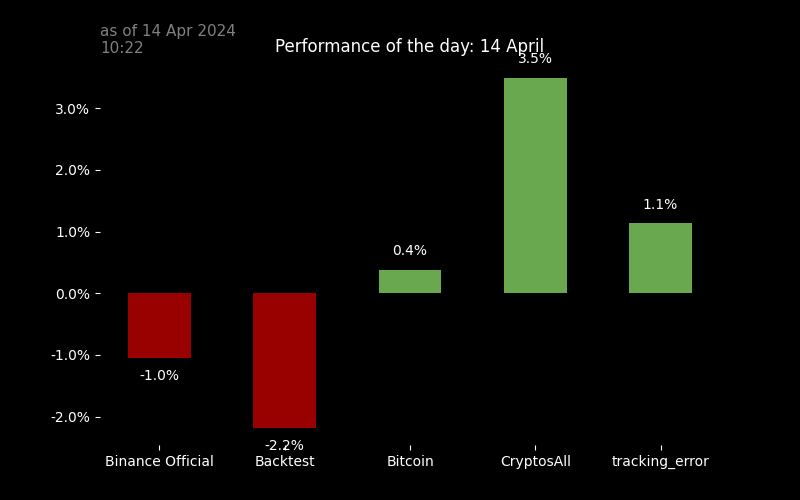 as of 14 Apr 2024
10:22
Performance of the day: 14 April
3.5%
3.0%
2.0%
1.1%
1.0%
0.4%
0.0%
-1.0%
-1.0%
-2.0%
-2.2%
Binance Official
Backtest
Bitcoin
CryptosAll
tracking_error